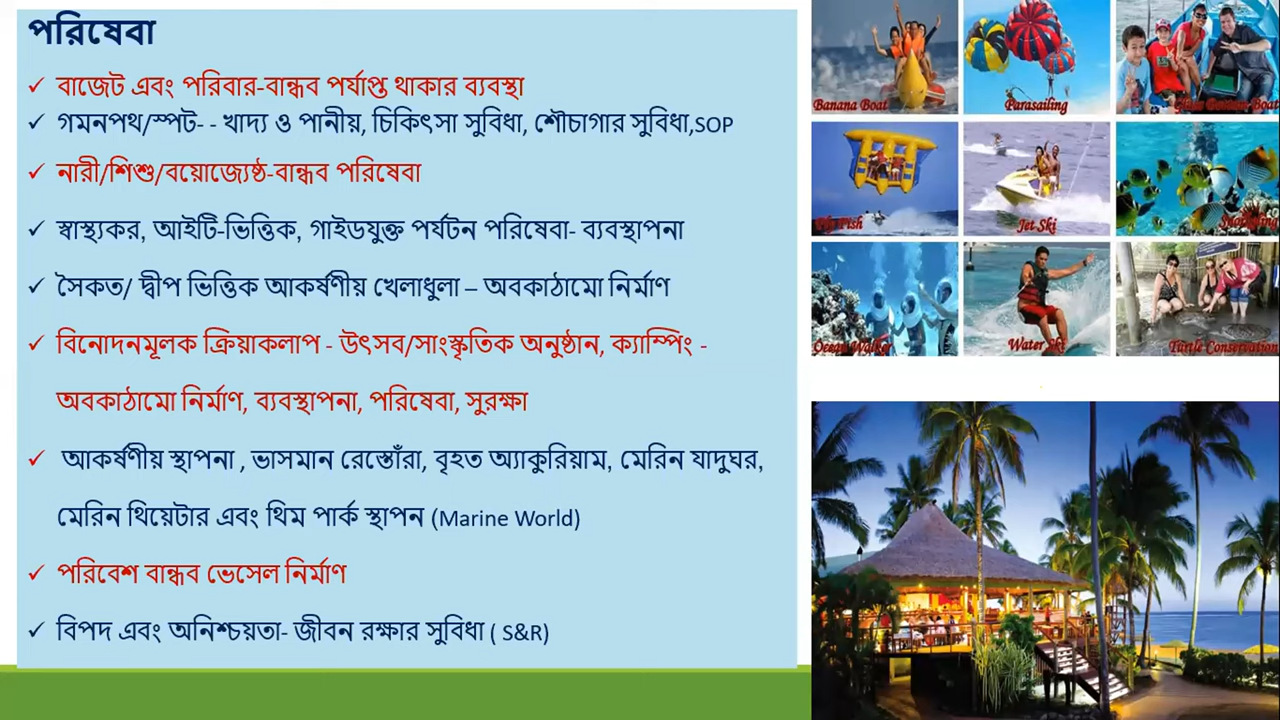 পরিষেবা
✓ বাজেট এবং পরিবার-বান্ধব পর্যাপ্ত থাকার ব্যবস্থা
✓ গমনপথ/স্পট- - খাদ্য ও পানীয়, চিকিৎসা সুবিধা, শৌচাগার সুবিধা,SOP
✓ নারী/শিশু/বয়োজ্যেষ্ঠ-বান্ধব পরিষেবা
✓ স্বাস্থ্যকর, আইটি-ভিত্তিক, গাইডযুক্ত পর্যটন পরিষেবা- ব্যবস্থাপনা
✓ সৈকত/ দ্বীপ ভিত্তিক আকর্ষণীয় খেলাধুলা – অবকাঠামো নির্মাণ
✓ বিনোদনমূলক ক্রিয়াকলাপ - উৎসব/সাংস্কৃতিক অনুষ্ঠান, ক্যাম্পিং -
অবকাঠামো নির্মাণ, ব্যবস্থাপনা, পরিষেবা, সুরক্ষা
✓ আকর্ষণীয় স্থাপনা , ভাসমান রেস্তোঁরা, বৃহত অ্যাকুরিয়াম, মেরিন যাদুঘর,
মেরিন থিয়েটার এবং থিম পার্ক স্থাপন (Marine World)
✓ পরিবেশ বান্ধব ভেসেল নির্মাণ
✓ বিপদ এবং অনিশ্চয়তা- জীবন রক্ষার সুবিধা ( S&R)
Banana Boat
Parasailing
Boat
Fly Fish
Jet Ski
Ocean Walker
Water Ski
Turtle Conservation